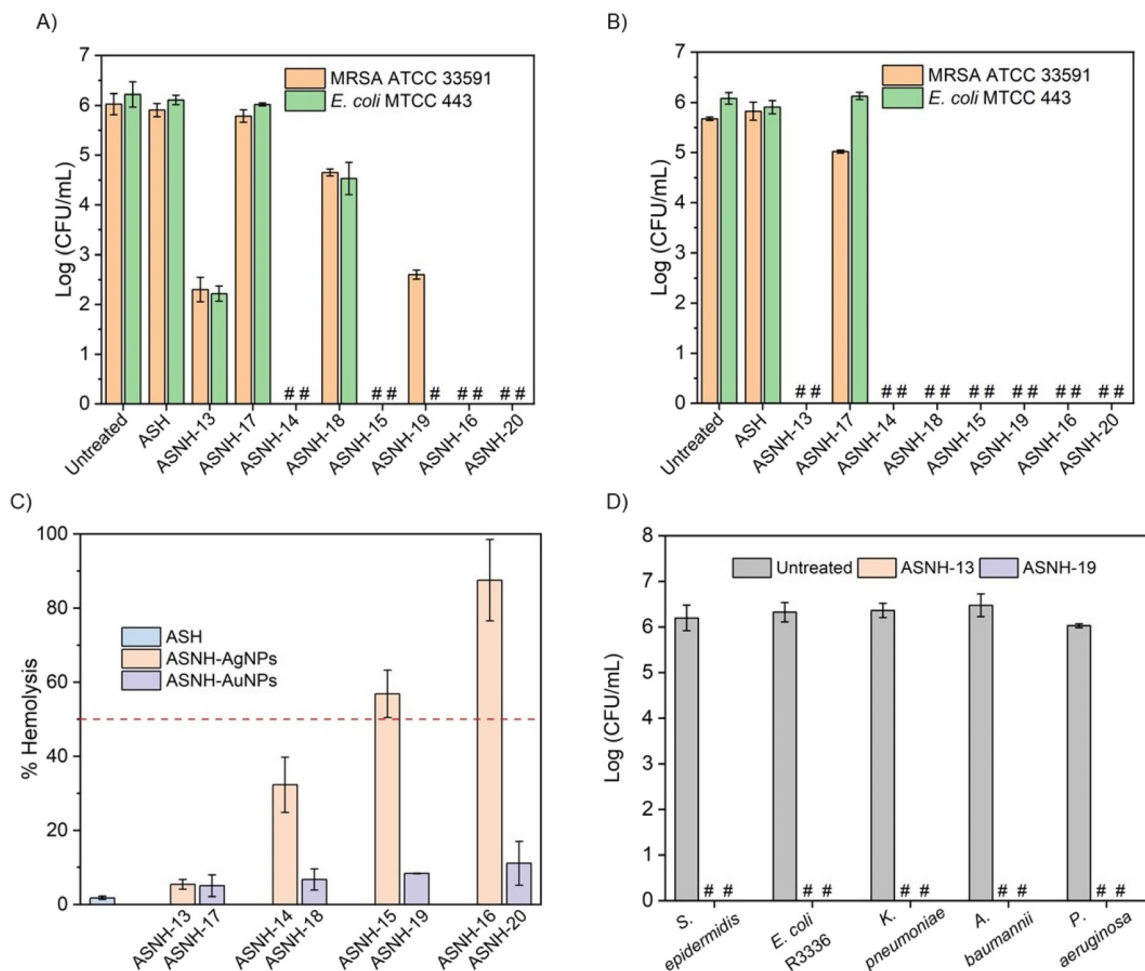 A)
7
6
5
4
3
2
1
0
Log (CFU/mL)
MRSA ATCC 33591
E. coli MTCC 443
# #
# #
#
# #
# #
Untreated
ASH
ASNH-13
ASNH-17
ASNH-14
ASNH-18
ASNH-15
ASNH-19
ASNH-16
ASNH-20
B)
7
6
5
4
3
2
1
0
Log (CFU/mL)
MRSA ATCC 33591
E. coli MTCC 443
# #
# #
# #
# #
# #
# #
# #
Untreated
ASH
ASNH-13
ASNH-17
ASNH-14
ASNH-18
ASNH-15
ASNH-19
ASNH-16
ASNH-20
C)
100
80
60
40
20
0
% Hemolysis
ASH
ASNH-AgNPs
ASNH-AuNPs
ASNH-13
ASNH-17
ASNH-14
ASNH-18
ASNH-15
ASNH-19
ASNH-16
ASNH-20
D)
8
7
6
5
4
3
2
1
0
Log (CFU/mL)
Untreated
ASNH-13
ASNH-19
# #
# #
# #
# #
# #
S.
epidermidis
E. coli
R3336
K.
pneumoniae
A.
baumannii
P.
aeruginosa